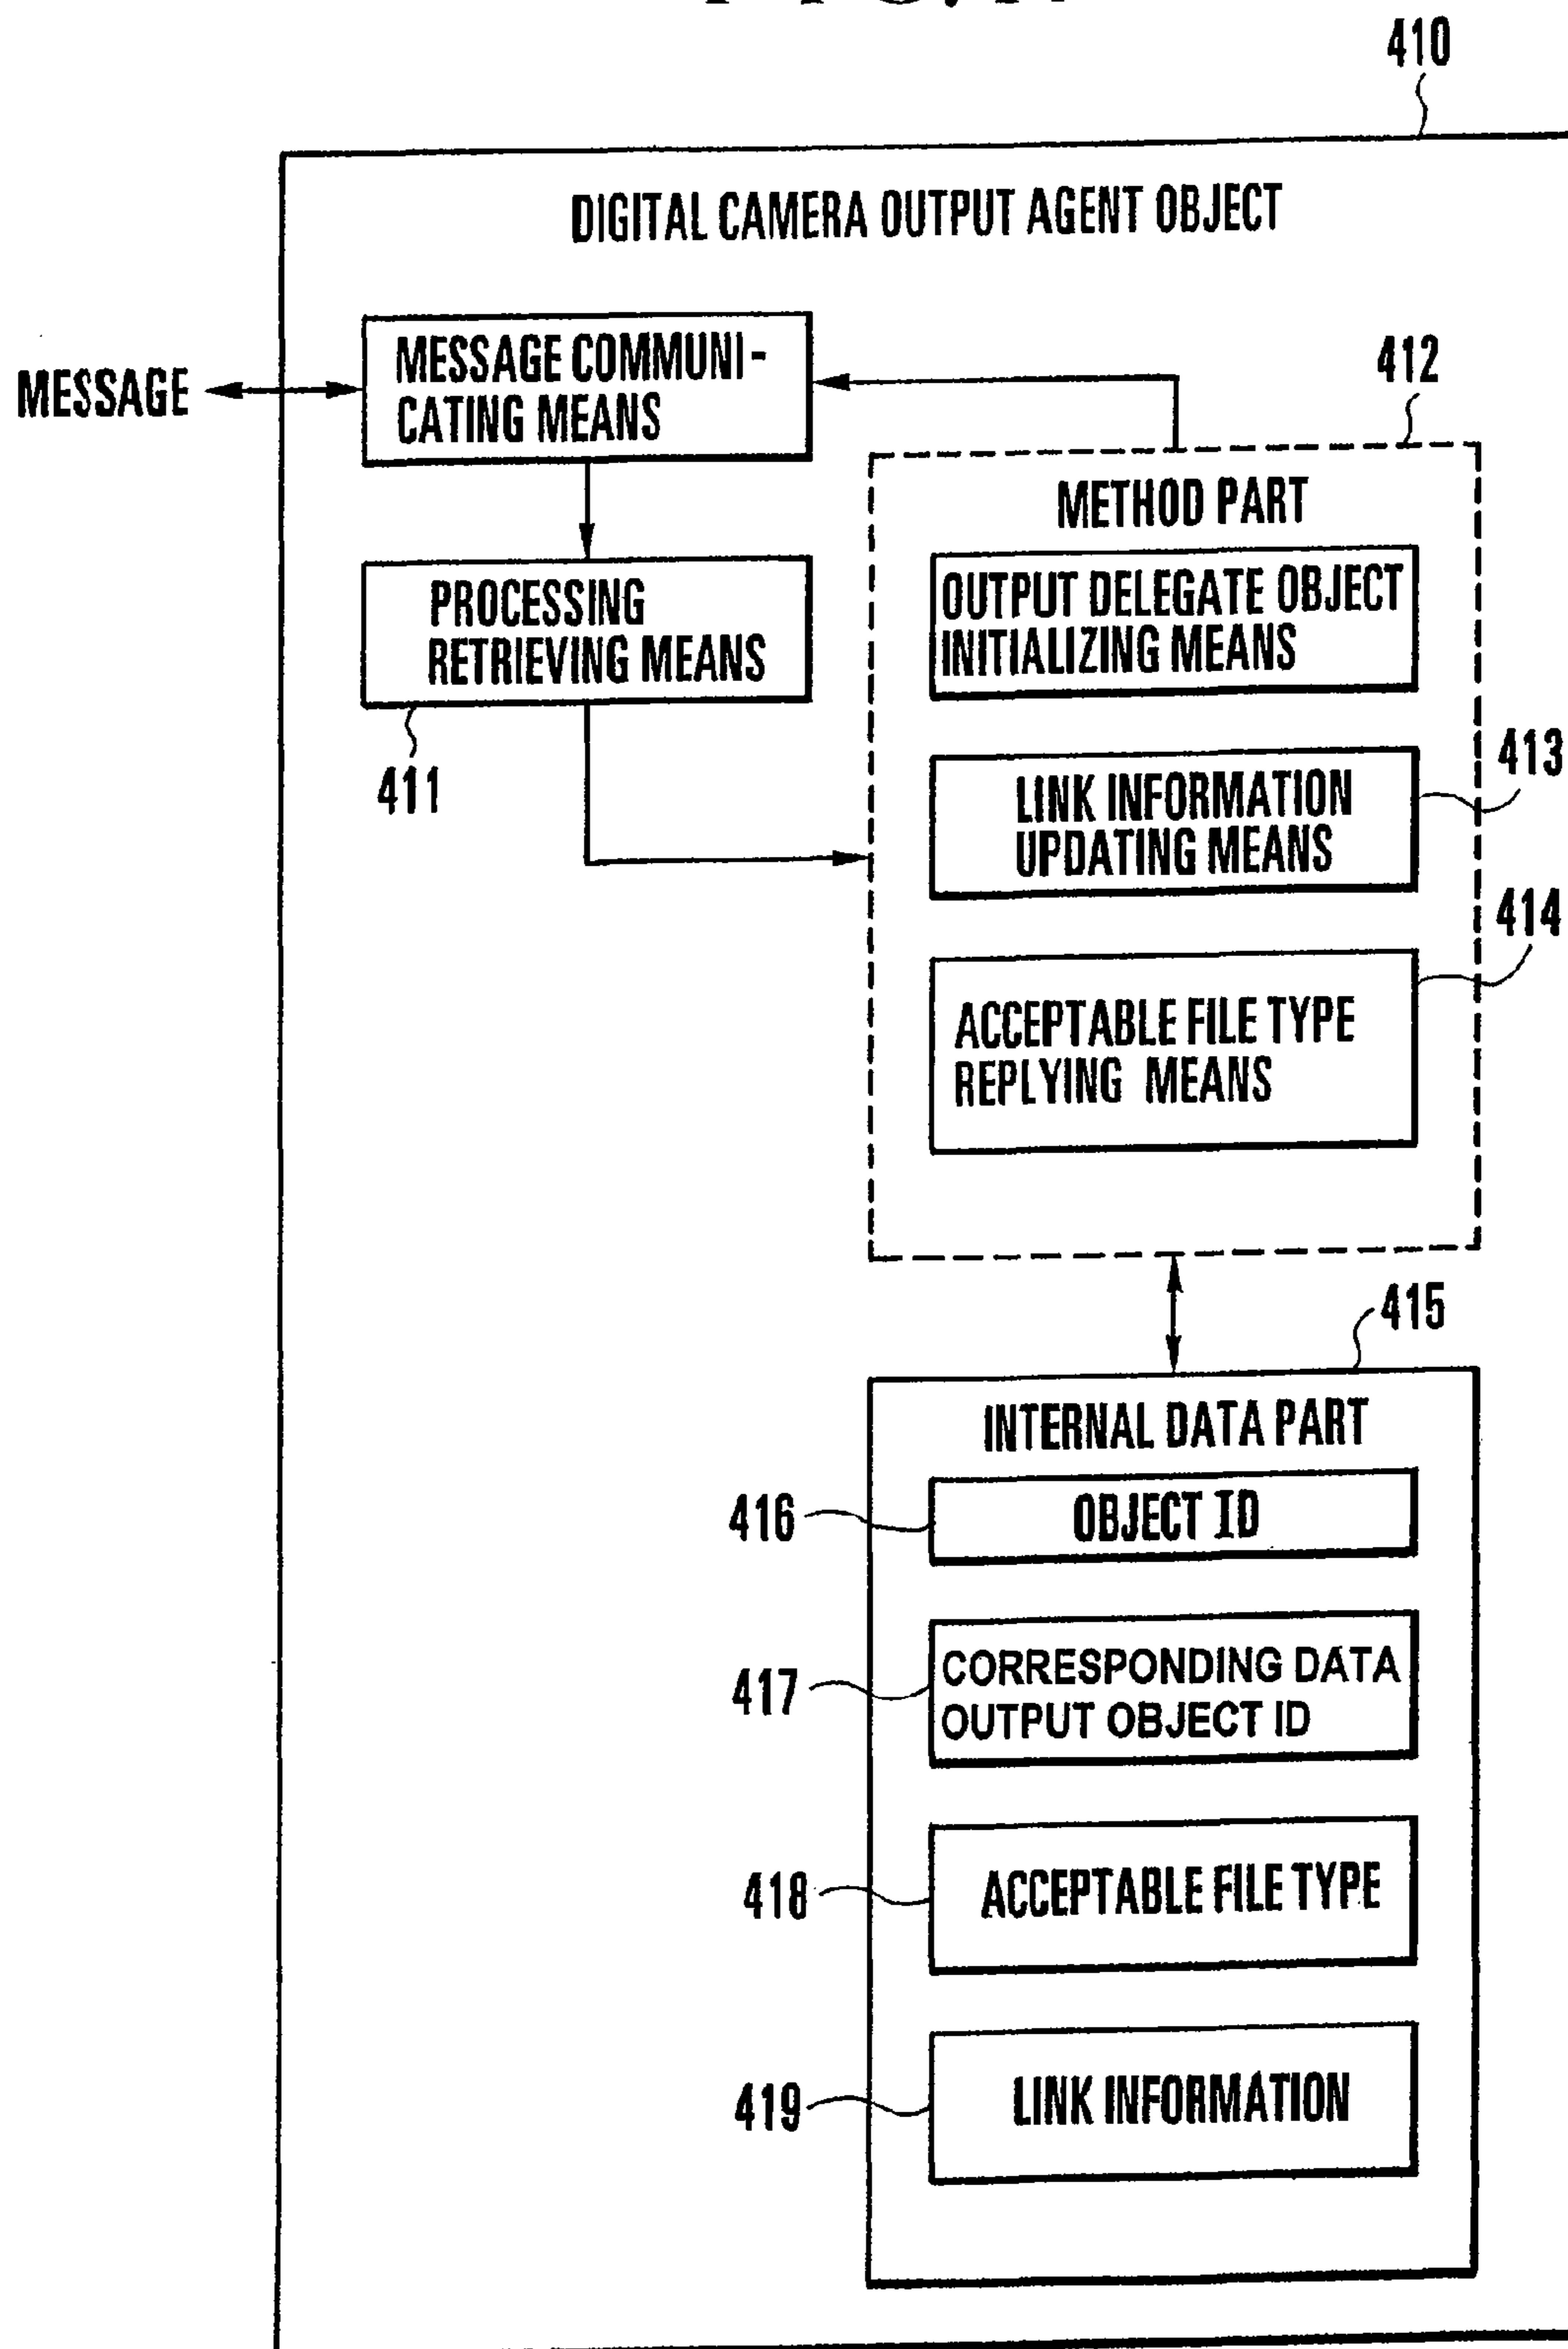 410
DIGITAL CAMERA OUTPUT AGENT OBJECT
MESSAGE
MESSAGE COMMUNI-
CATING MEANS
412
METHOD PART
OUTPUT DELEGATE OBJECT
INITIALIZING MEANS
PROCESSING
RETRIEVING MEANS
411
413
LINK INFORMATION
UPDATING MEANS
414
ACCEPTABLE FILE TYPE
REPLYING MEANS
415
INTERNAL DATA PART
416
OBJECT ID
417
CORRESPONDING DATA
OUTPUT OBJECT ID
418
ACCEPTABLE FILE TYPE
419
LINK INFORMATION